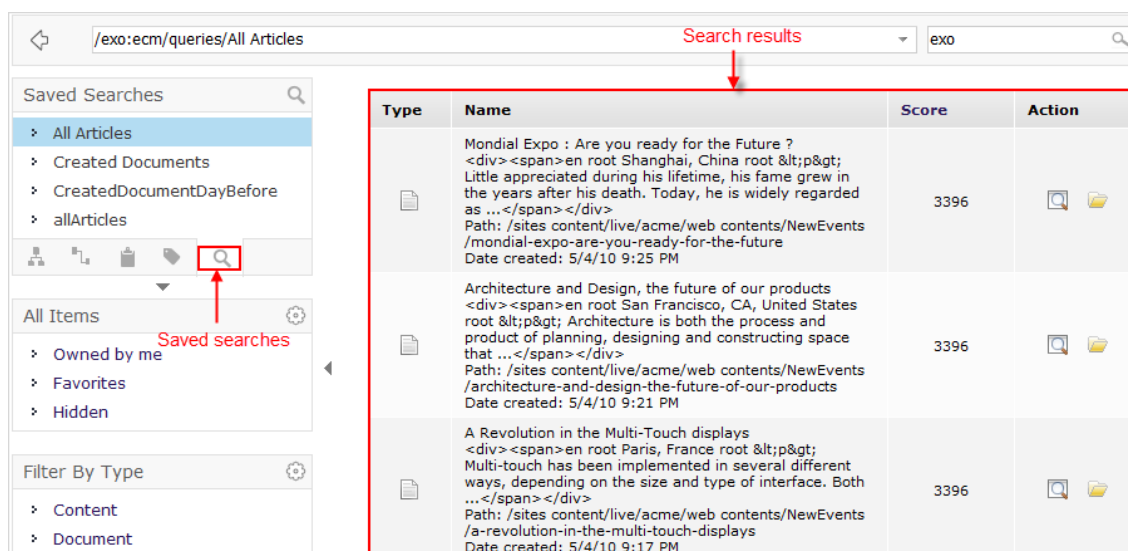 /exo:ecm/queries/All Articles
Search results
exo
Saved Searches
All Articles
Created Documents
CreatedDocumentDayBefore
allArticles
Saved searches
All Items
Owned by me
Favorites
Hidden
Filter By Type
Content
Document
Type Name Score Action
Mondial Expo : Are you ready for the Future ?
<div><span>en root Shanghai, China root &lt;p&gt;
Little appreciated during his lifetime, his fame grew in
the years after his death. Today, he is widely regarded
as ...</span></div>
Path: /sites content/live/acme/web contents/NewEvents
/mondial-expo-are-you-ready-for-the-future
Date created: 5/4/10 9:25 PM
3396
Architecture and Design, the future of our products
<div><span>en root San Francisco, CA, United States
root &lt;p&gt; Architecture is both the process and
product of planning, designing and constructing space
that ...</span></div>
Path: /sites content/live/acme/web contents/NewEvents
/architecture-and-design-the-future-of-our-products
Date created: 5/4/10 9:21 PM
3396
A Revolution in the Multi-Touch displays
<div><span>en root Paris, France root &lt;p&gt;
Multi-touch has been implemented in several different
ways, depending on the size and type of interface. Both
...</span></div>
Path: /sites content/live/acme/web contents/NewEvents
/a-revolution-in-the-multi-touch-displays
Date created: 5/4/10 9:17 PM
3396